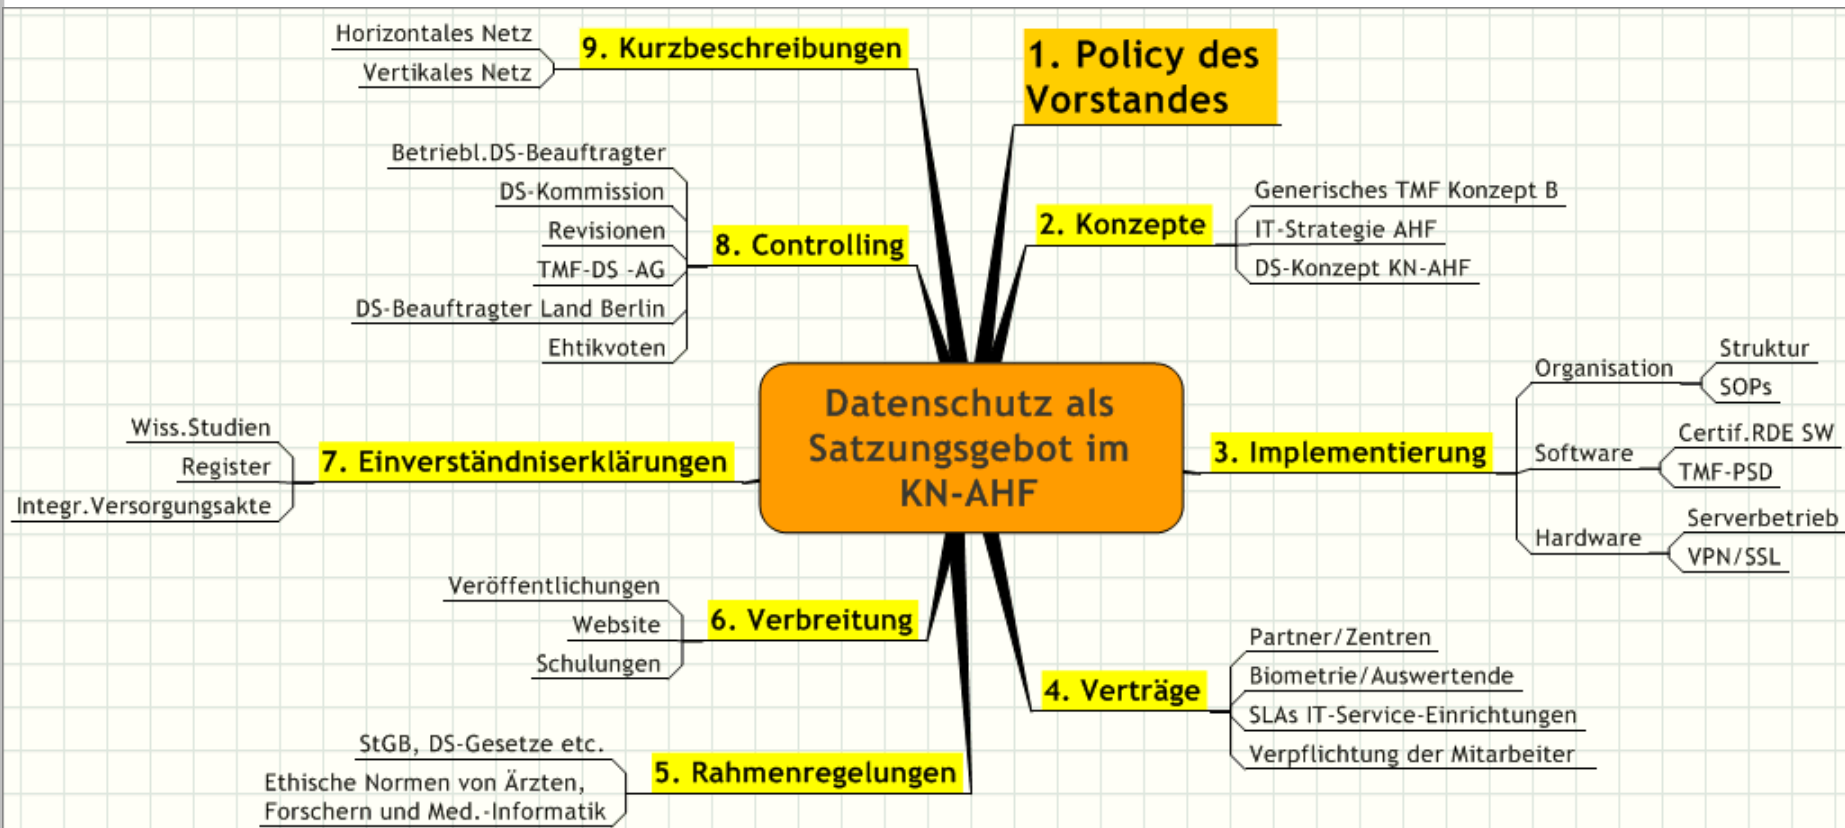 Datenschutz als
Satzungsgebot im
KN-AHF
1. Policy des
Vorstandes
2. Konzepte
Generisches TMF Konzept B
IT-Strategie AHF
DS-Konzept KN-AHF
3. Implementierung
Organisation
Struktur
SOPs
Software
Certif.RDE SW
TMF-PSD
Hardware
Serverbetrieb
VPN/SSL
4. Verträge
Partner/Zentren
Biometrie/Auswertende
SLAs IT-Service-Einrichtungen
Verpflichtung der Mitarbeiter
5. Rahmenregelungen
StGB, DS-Gesetze etc.
Ethische Normen von Ärzten,
Forschern und Med.-Informatik
6. Verbreitung
Veröffentlichungen
Website
Schulungen
7. Einverständniserklärungen
Wiss.Studien
Register
Integr.Versorgungsakte
8. Controlling
Betriebl.DS-Beauftragter
DS-Kommission
Revisionen
TMF-DS -AG
DS-Beauftragter Land Berlin
Ehtikvoten
9. Kurzbeschreibungen
Horizontales Netz
Vertikales Netz